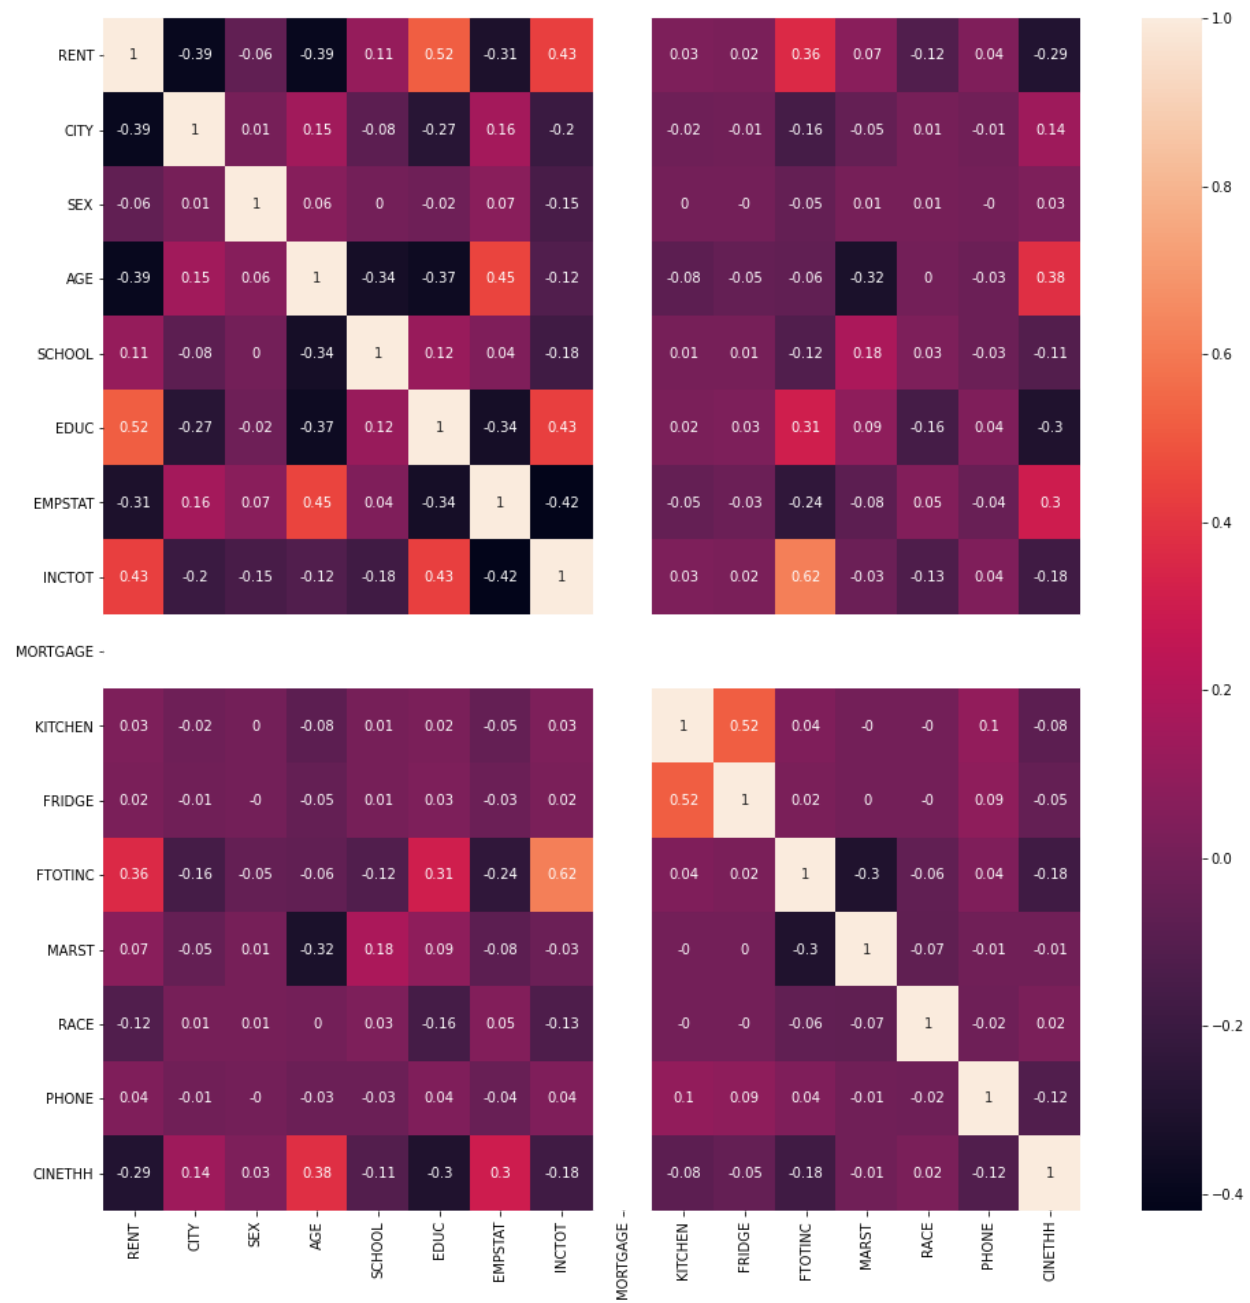 RENT 1 -0.39 -0.06 -0.39 0.11 0.52 -0.31 0.43 0.03 0.02 0.36 0.07 -0.12 0.04 -0.29
CITY -0.39 1 0.01 0.15 -0.08 -0.27 0.16 -0.2 -0.02 -0.01 -0.16 -0.05 0.01 -0.01 0.14
SEX -0.06 0.01 1 0.06 0 -0.02 0.07 -0.15 0 -0 -0.05 0.01 0.01 -0 0.03
AGE -0.39 0.15 0.06 1 -0.34 -0.37 0.45 -0.12 -0.08 -0.05 -0.06 -0.32 0 -0.03 0.38
SCHOOL 0.11 -0.08 0 -0.34 1 0.12 0.04 -0.18 0.01 0.01 -0.12 0.18 0.03 -0.03 -0.11
EDUC 0.52 -0.27 -0.02 -0.37 0.12 1 -0.34 0.43 0.02 0.03 0.31 0.09 -0.16 0.04 -0.3
EMPSTAT -0.31 0.16 0.07 0.45 0.04 -0.34 1 -0.42 -0.05 -0.03 -0.24 -0.08 0.05 -0.04 0.3
INCTOT 0.43 -0.2 -0.15 -0.12 -0.18 0.43 -0.42 1 0.03 0.02 0.62 -0.03 -0.13 0.04 -0.18
MORTGAGE
KITCHEN 0.03 -0.02 0 -0.08 0.01 0.02 -0.05 0.03 1 0.52 0.04 -0 -0 0.1 -0.08
FRIDGE 0.02 -0.01 -0 -0.05 0.01 0.03 -0.03 0.02 0.52 1 0.02 0 -0 0.09 -0.05
FTOTINC 0.36 -0.16 -0.05 -0.06 -0.12 0.31 -0.24 0.62 0.04 0.02 1 -0.3 -0.06 0.04 -0.18
MARST 0.07 -0.05 0.01 -0.32 0.18 0.09 -0.08 -0.03 -0 0 -0.3 1 -0.07 -0.01 -0.01
RACE -0.12 0.01 0.01 0 0.03 -0.16 0.05 -0.13 -0 -0 -0.06 -0.07 1 -0.02 0.02
PHONE 0.04 -0.01 -0 -0.03 -0.03 0.04 -0.04 0.04 0.1 0.09 0.04 -0.01 -0.02 1 -0.12
CINETHH -0.29 0.14 0.03 0.38 -0.11 -0.3 0.3 -0.18 -0.08 -0.05 -0.18 -0.01 0.02 -0.12 1
RENT CITY SEX AGE SCHOOL EDUC EMPSTAT INCTOT MORTGAGE KITCHEN FRIDGE FTOTINC MARST RACE PHONE CINETHH
1.0
0.8
0.6
0.4
0.2
0.0
−0.2
−0.4